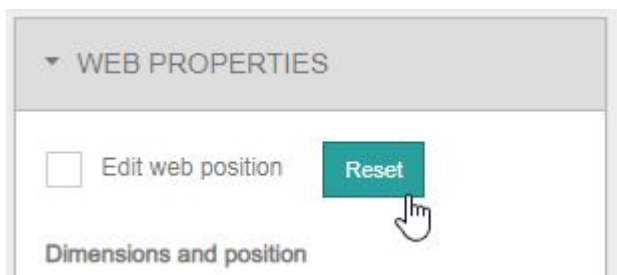 WEB PROPERTIES
Edit web position Reset
Dimensions and position